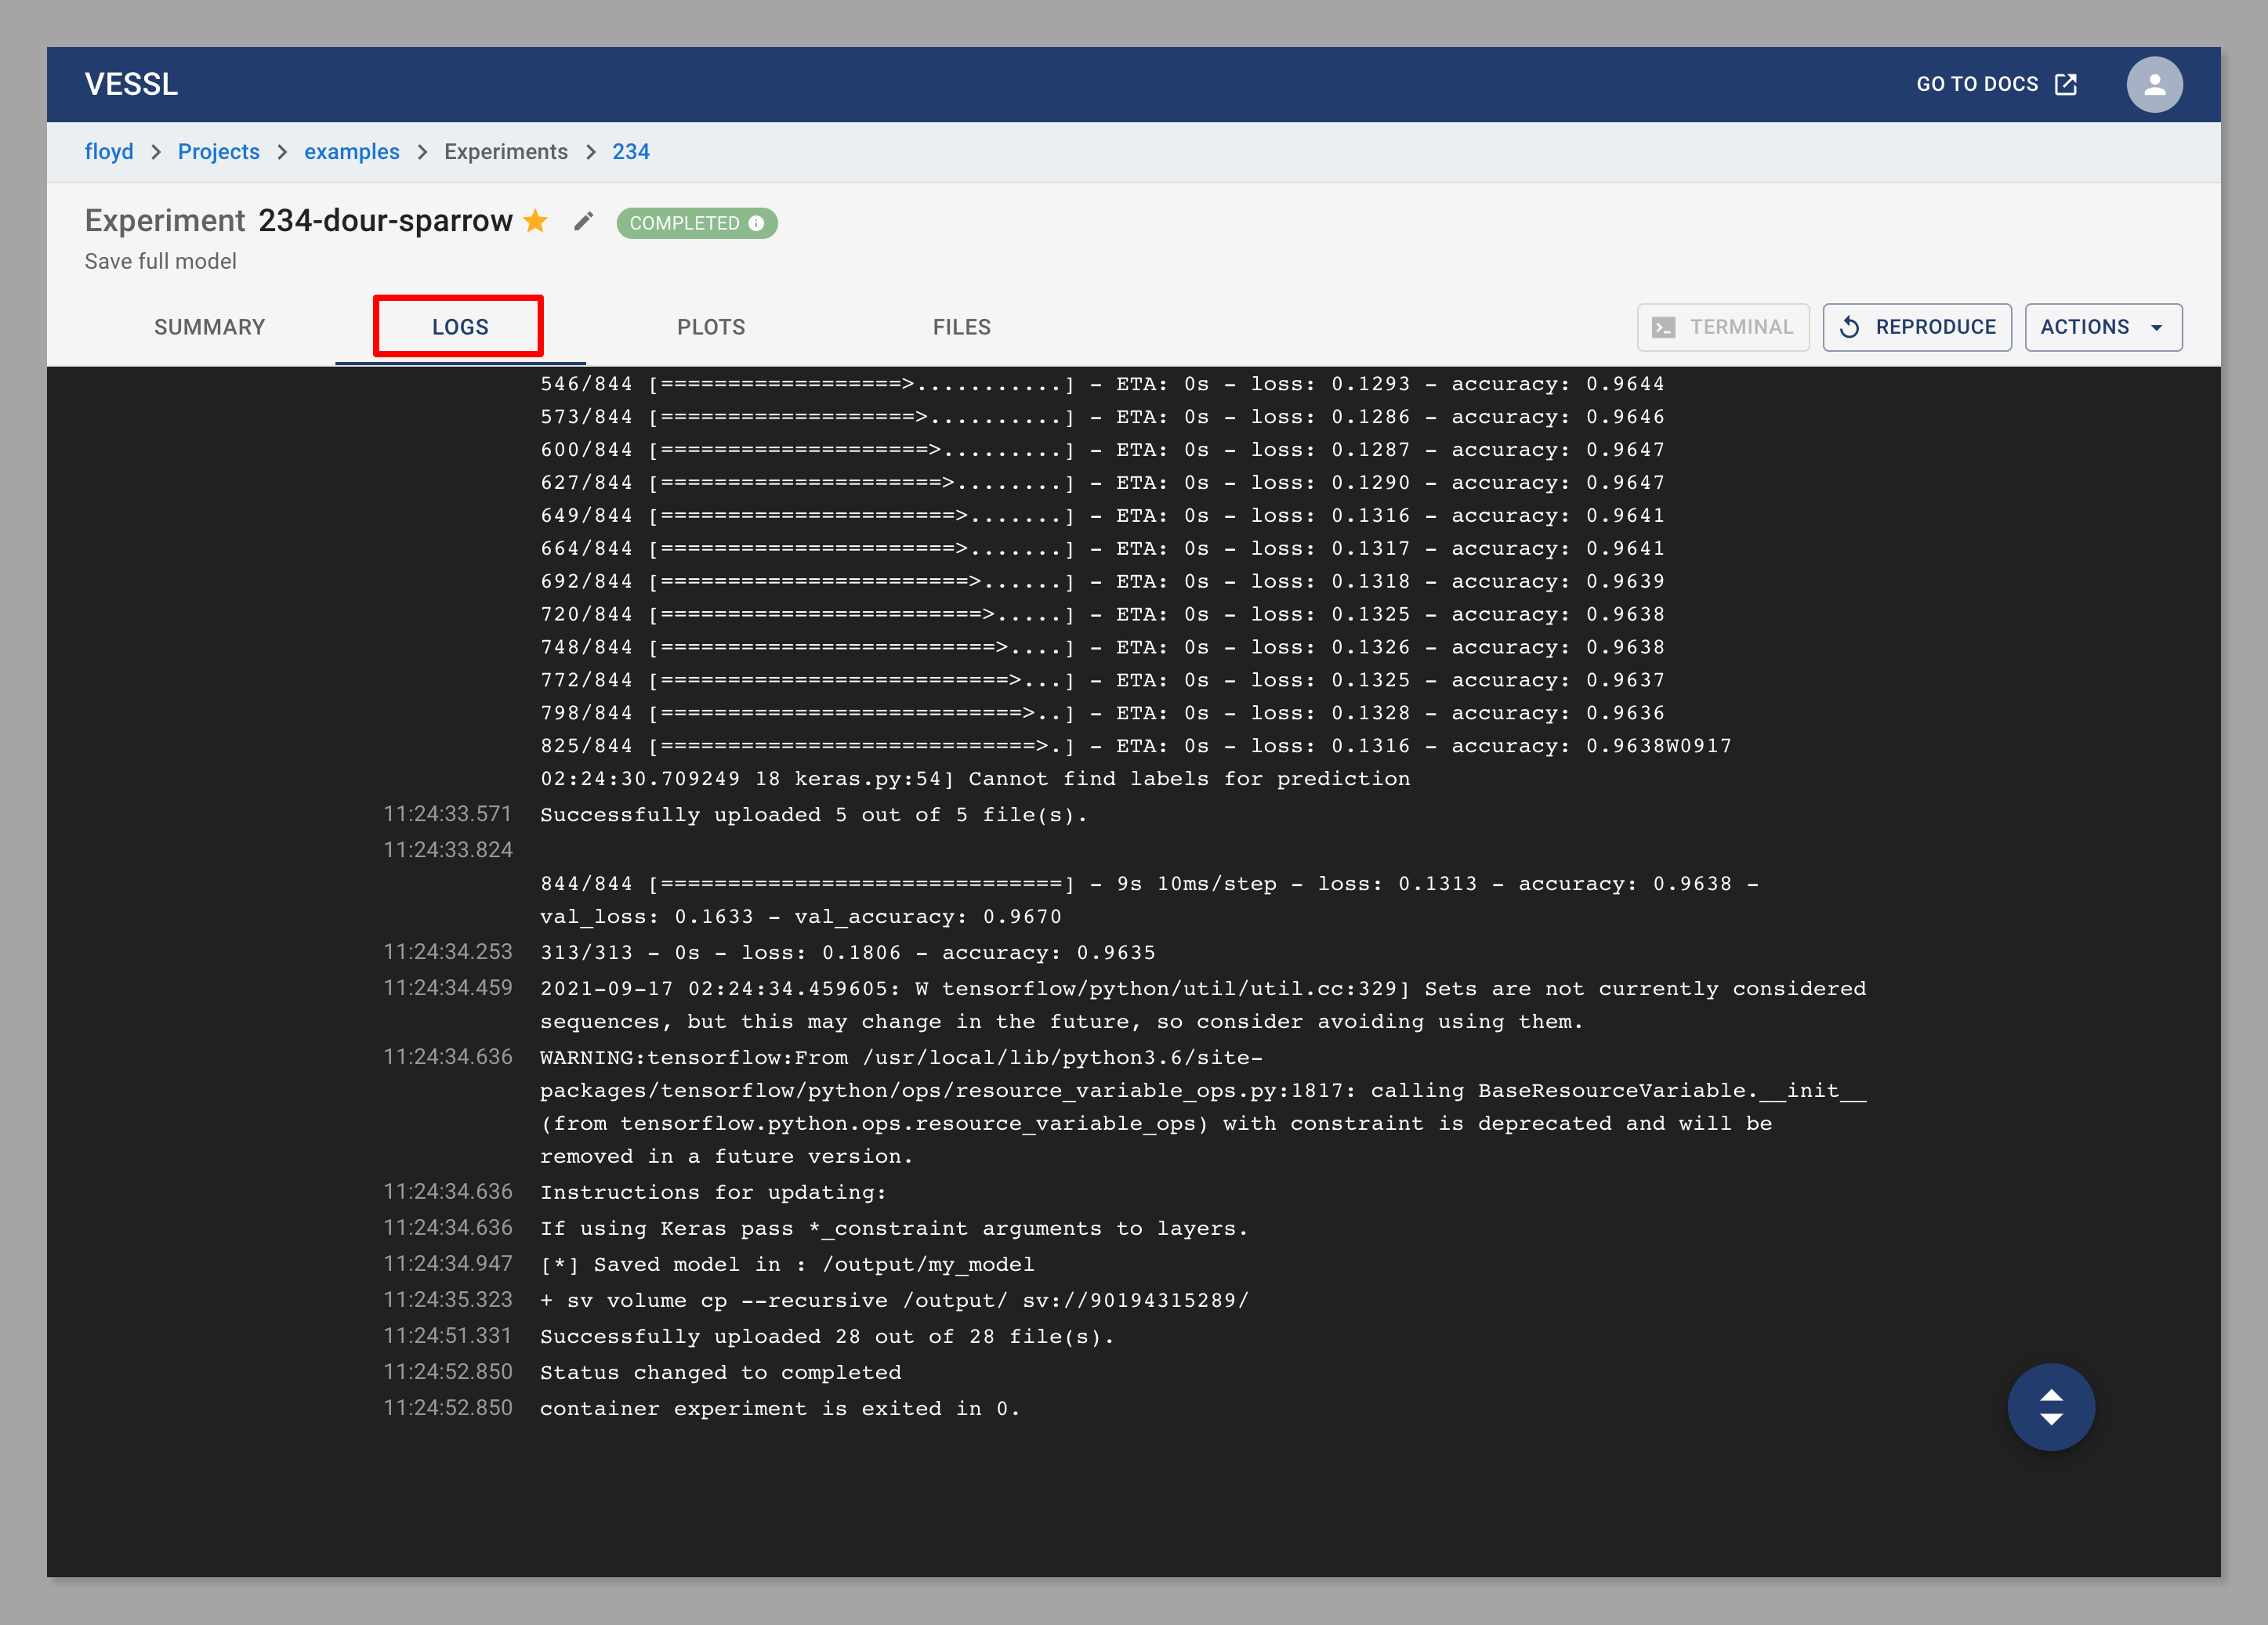 VESSL
GO TO DOCS
floyd > Projects > examples > Experiments > 234
Experiment 234-dour-sparrow COMPLETED
Save full model
SUMMARY LOGS PLOTS FILES TERMINAL REPRODUCE ACTIONS
546/844 [==================>...........] - ETA: 0s - loss: 0.1293 - accuracy: 0.9644
573/844 [===================>..........] - ETA: 0s - loss: 0.1286 - accuracy: 0.9646
600/844 [====================>.........] - ETA: 0s - loss: 0.1287 - accuracy: 0.9647
627/844 [=====================>........] - ETA: 0s - loss: 0.1290 - accuracy: 0.9647
649/844 [======================>.......] - ETA: 0s - loss: 0.1316 - accuracy: 0.9641
664/844 [======================>.......] - ETA: 0s - loss: 0.1317 - accuracy: 0.9641
692/844 [=======================>......] - ETA: 0s - loss: 0.1318 - accuracy: 0.9639
720/844 [========================>.....] - ETA: 0s - loss: 0.1325 - accuracy: 0.9638
748/844 [=========================>....] - ETA: 0s - loss: 0.1326 - accuracy: 0.9638
772/844 [==========================>...] - ETA: 0s - loss: 0.1325 - accuracy: 0.9637
798/844 [===========================>..] - ETA: 0s - loss: 0.1328 - accuracy: 0.9636
825/844 [============================>.] - ETA: 0s - loss: 0.1316 - accuracy: 0.9638W0917
02:24:30.709249 18 keras.py:54] Cannot find labels for prediction
11:24:33.571 Successfully uploaded 5 out of 5 file(s).
11:24:33.824
844/844 [==============================] - 9s 10ms/step - loss: 0.1313 - accuracy: 0.9638 -
val_loss: 0.1633 - val_accuracy: 0.9670
11:24:34.253 313/313 - 0s - loss: 0.1806 - accuracy: 0.9635
11:24:34.459 2021-09-17 02:24:34.459605: W tensorflow/python/util/util.cc:329] Sets are not currently considered
sequences, but this may change in the future, so consider avoiding using them.
11:24:34.636 WARNING:tensorflow:From /usr/local/lib/python3.6/site-
packages/tensorflow/python/ops/resource_variable_ops.py:1817: calling BaseResourceVariable.__init__
(from tensorflow.python.ops.resource_variable_ops) with constraint is deprecated and will be
removed in a future version.
11:24:34.636 Instructions for updating:
11:24:34.636 If using Keras pass *_constraint arguments to layers.
11:24:34.947 [*] Saved model in : /output/my_model
11:24:35.323 + sv volume cp --recursive /output/ sv://90194315289/
11:24:51.331 Successfully uploaded 28 out of 28 file(s).
11:24:52.850 Status changed to completed
11:24:52.850 container experiment is exited in 0.